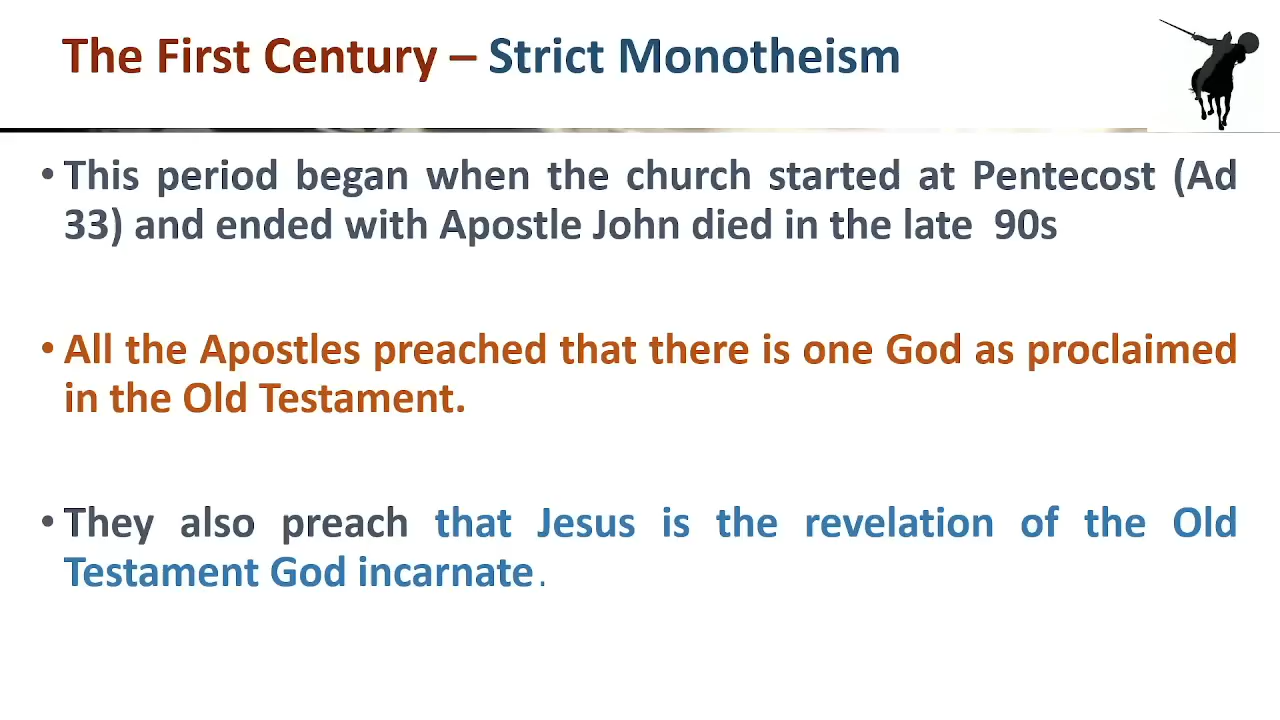 The First Century – Strict Monotheism
• This period began when the church started at Pentecost (Ad
33) and ended with Apostle John died in the late 90s
• All the Apostles preached that there is one God as proclaimed
in the Old Testament.
• They also preach that Jesus is the revelation of the Old
Testament God incarnate.